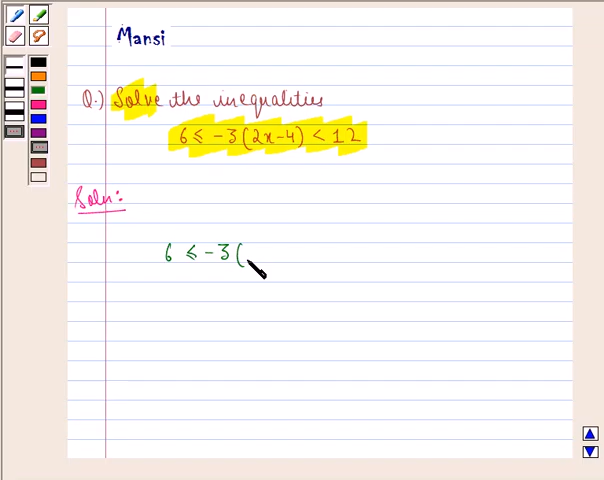 Mansi
Q.) Solve the inequalities
6 ≤ -3(2x-4) < 12
Soln:
6 ≤ -3(